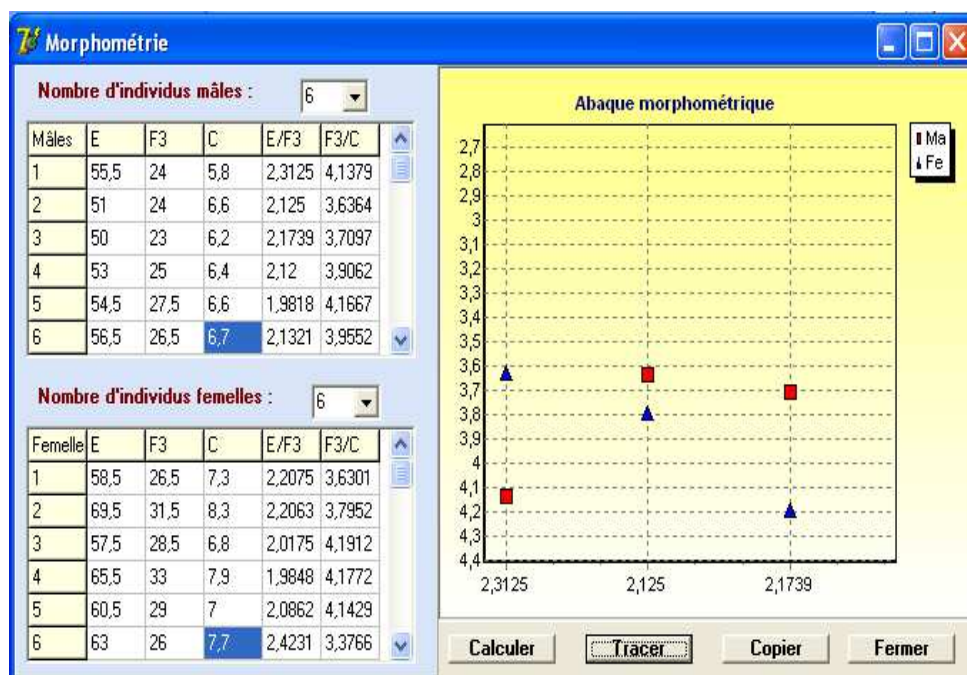 Morphométrie
Nombre d'individus mâles : 6
Mâles E F3 C E/F3 F3/C
1 55,5 24 5,8 2,3125 4,1379
2 51 24 6,6 2,125 3,6364
3 50 23 6,2 2,1739 3,7097
4 53 25 6,4 2,12 3,9062
5 54,5 27,5 6,6 1,9818 4,1667
6 56,5 26,5 6,7 2,1321 3,9552
Nombre d'individus femelles : 6
Femelle E F3 C E/F3 F3/C
1 58,5 26,5 7,3 2,2075 3,6301
2 69,5 31,5 8,3 2,2063 3,7952
3 57,5 28,5 6,8 2,0175 4,1912
4 65,5 33 7,9 1,9848 4,1772
5 60,5 29 7 2,0862 4,1429
6 63 26 7,7 2,4231 3,3766
Abaque morphométrique
2,7
2,8
2,9
3
3,1
3,2
3,3
3,4
3,5
3,6
3,7
3,8
3,9
4
4,1
4,2
4,3
4,4
2,3125 2,125 2,1739
Ma
Fe
Calculer Tracer Copier Fermer